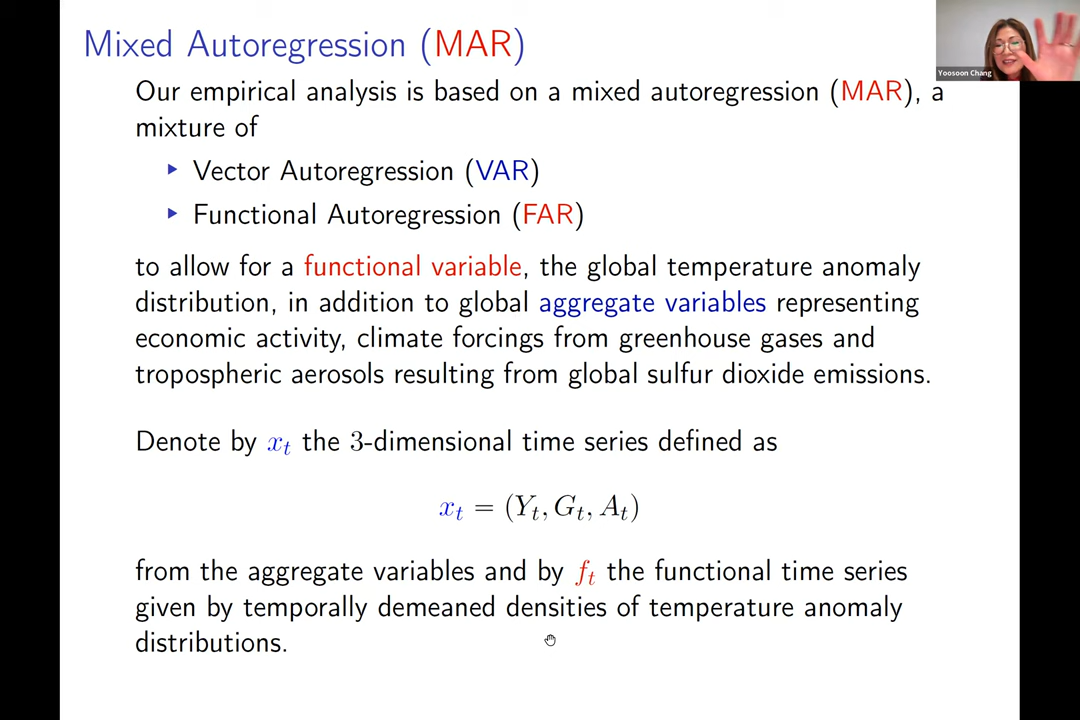 Mixed Autoregression (MAR)
Yoosoon Chang
Our empirical analysis is based on a mixed autoregression (MAR), a
mixture of
Vector Autoregression (VAR)
Functional Autoregression (FAR)
to allow for a functional variable, the global temperature anomaly
distribution, in addition to global aggregate variables representing
economic activity, climate forcings from greenhouse gases and
tropospheric aerosols resulting from global sulfur dioxide emissions.
Denote by xₜ the 3-dimensional time series defined as
xₜ = (Yₜ, Gₜ, Aₜ)
from the aggregate variables and by fₜ the functional time series
given by temporally demeaned densities of temperature anomaly
distributions.